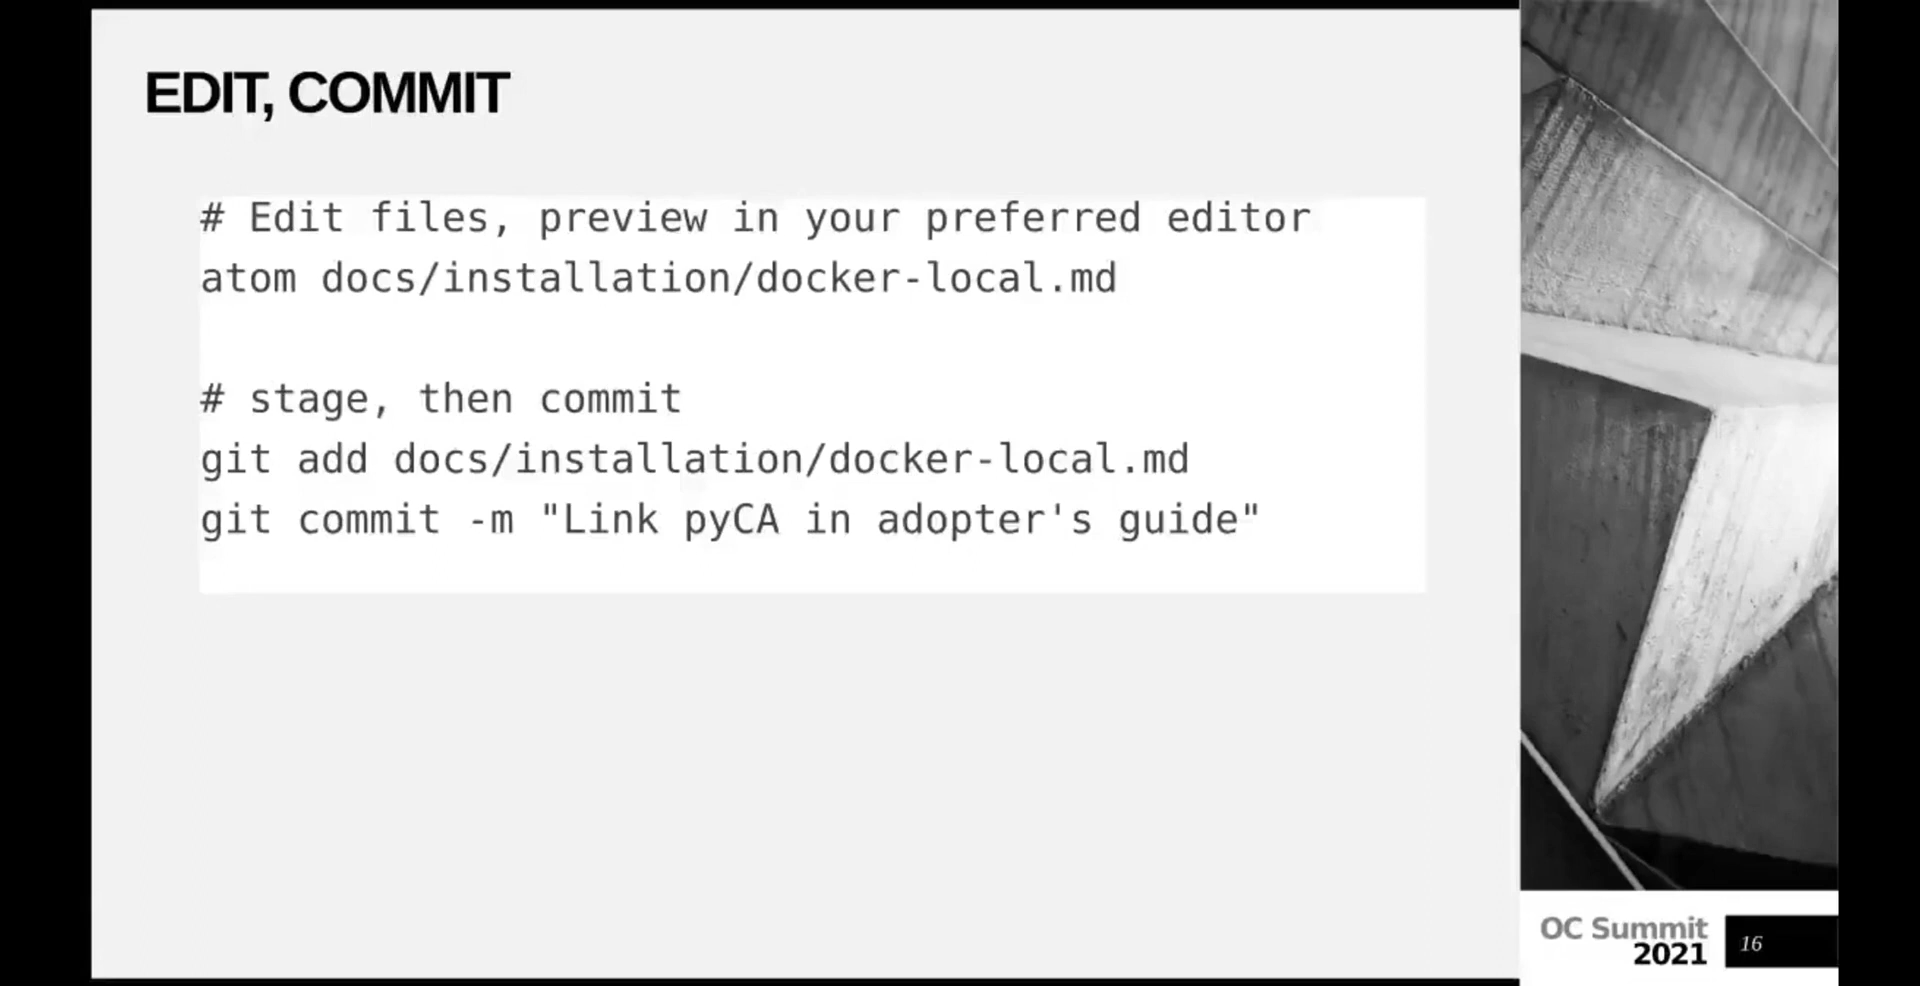 EDIT, COMMIT
# Edit files, preview in your preferred editor
atom docs/installation/docker-local.md
# stage, then commit
git add docs/installation/docker-local.md
git commit -m "Link pyCA in adopter's guide"
OC Summit
2021
16